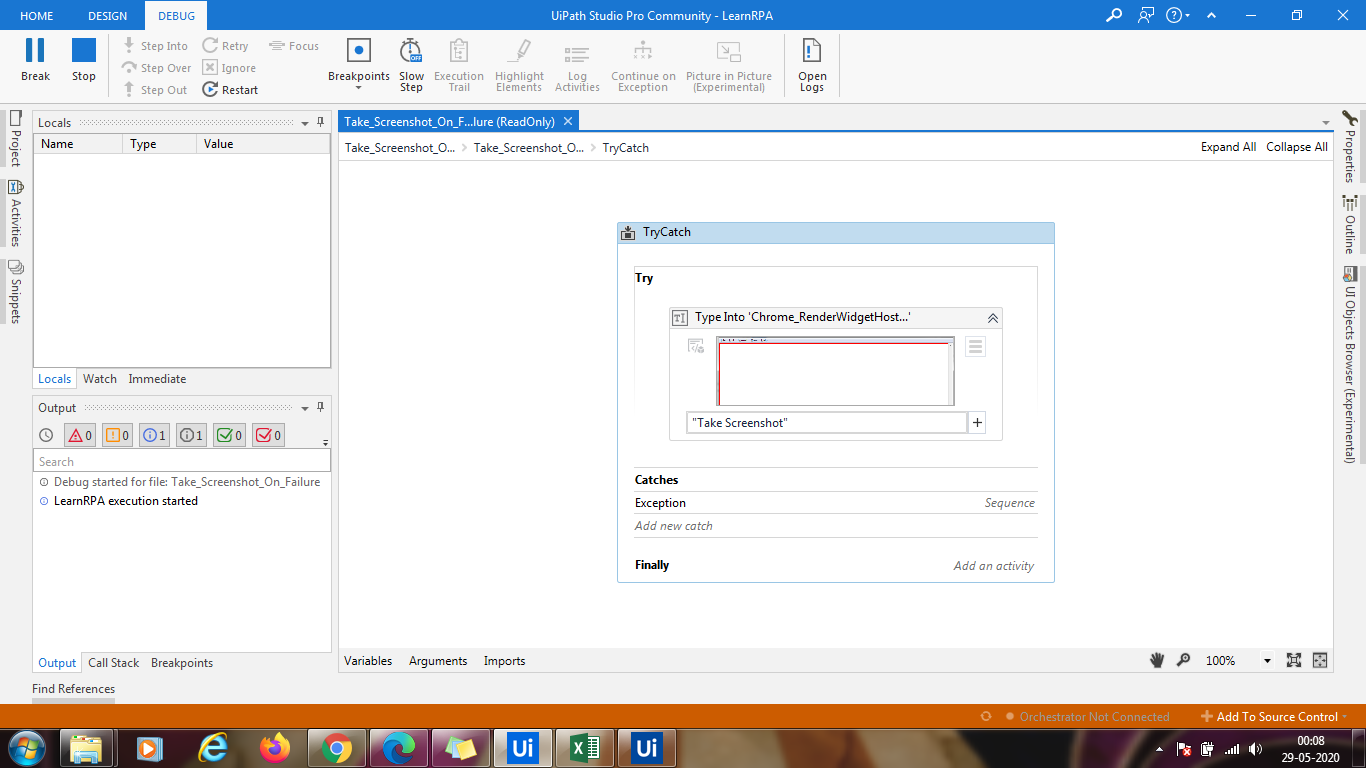 HOME DESIGN DEBUG UiPath Studio Pro Community - LearnRPA
Break
Stop
Step Into
Step Over
Step Out
Retry
Ignore
Restart
Focus
Breakpoints
Slow
Step
Execution
Trail
Highlight
Elements
Log
Activities
Continue on
Exception
Picture in Picture
(Experimental)
Open
Logs
Project
Activities
Snippets
Locals
Name Type Value
Locals Watch Immediate
Output
0 0 1 1 0 0
Search
Debug started for file: Take_Screenshot_On_Failure
LearnRPA execution started
Output Call Stack Breakpoints
Find References
Take_Screenshot_On_F...lure (ReadOnly)
Take_Screenshot_O... Take_Screenshot_O... TryCatch
Expand All Collapse All
TryCatch
Try
Type Into 'Chrome_RenderWidgetHost...'
"Take Screenshot"
Catches
Exception Sequence
Add new catch
Finally Add an activity
Variables Arguments Imports
100%
Properties
Outline
UI Objects Browser (Experimental)
Orchestrator Not Connected Add To Source Control
Ui
Ui
00:08
29-05-2020